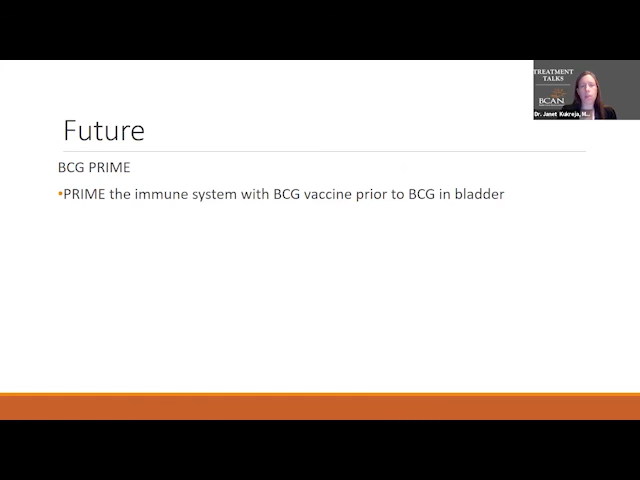 TREATMENT
TALKS
BCAN
Dr. Janet Kukreja, M...
Future
BCG PRIME
•PRIME the immune system with BCG vaccine prior to BCG in bladder